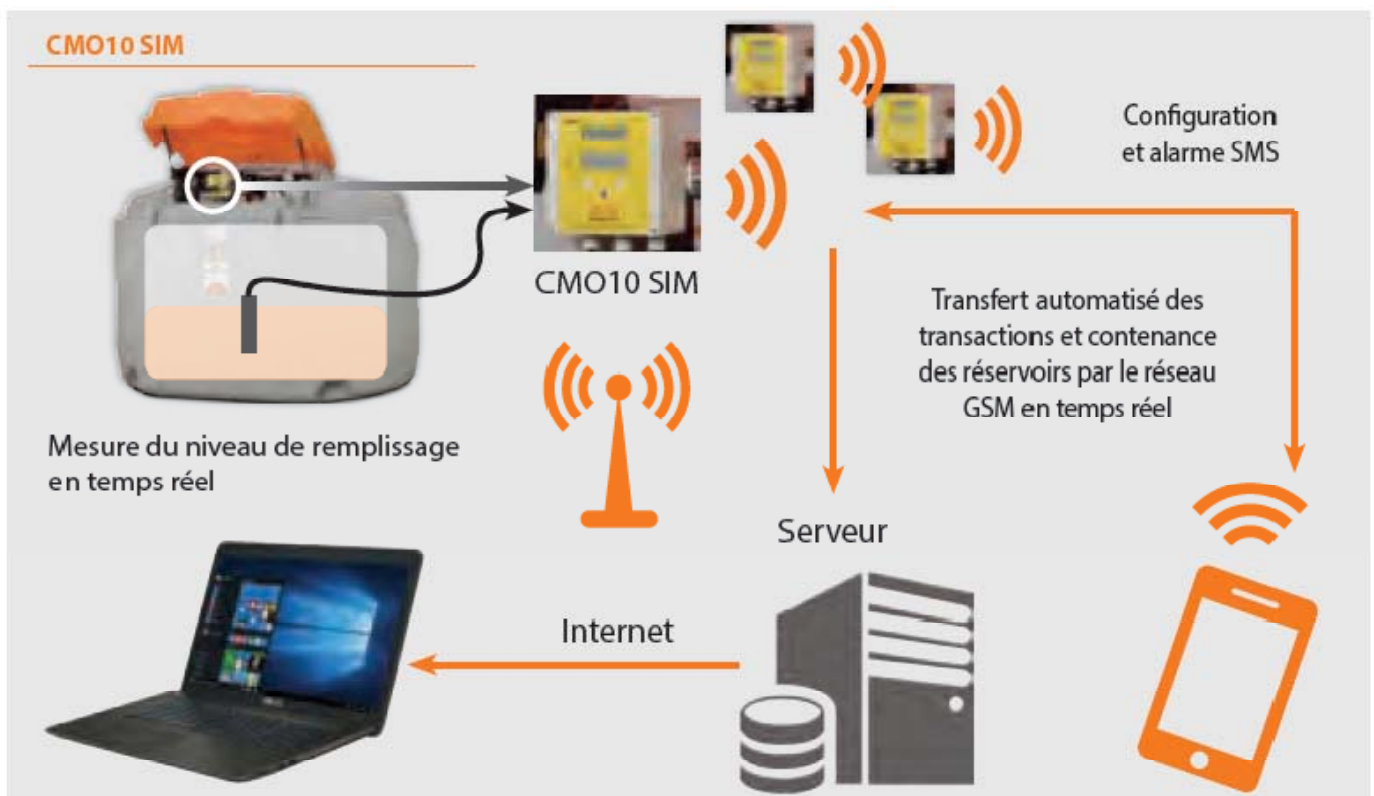 CMO10 SIM
Configuration
et alarme SMS
CMO10 SIM
Transfert automatisé des
transactions et contenance
des réservoirs par le réseau
GSM en temps réel
Mesure du niveau de remplissage
en temps réel
Serveur
Internet